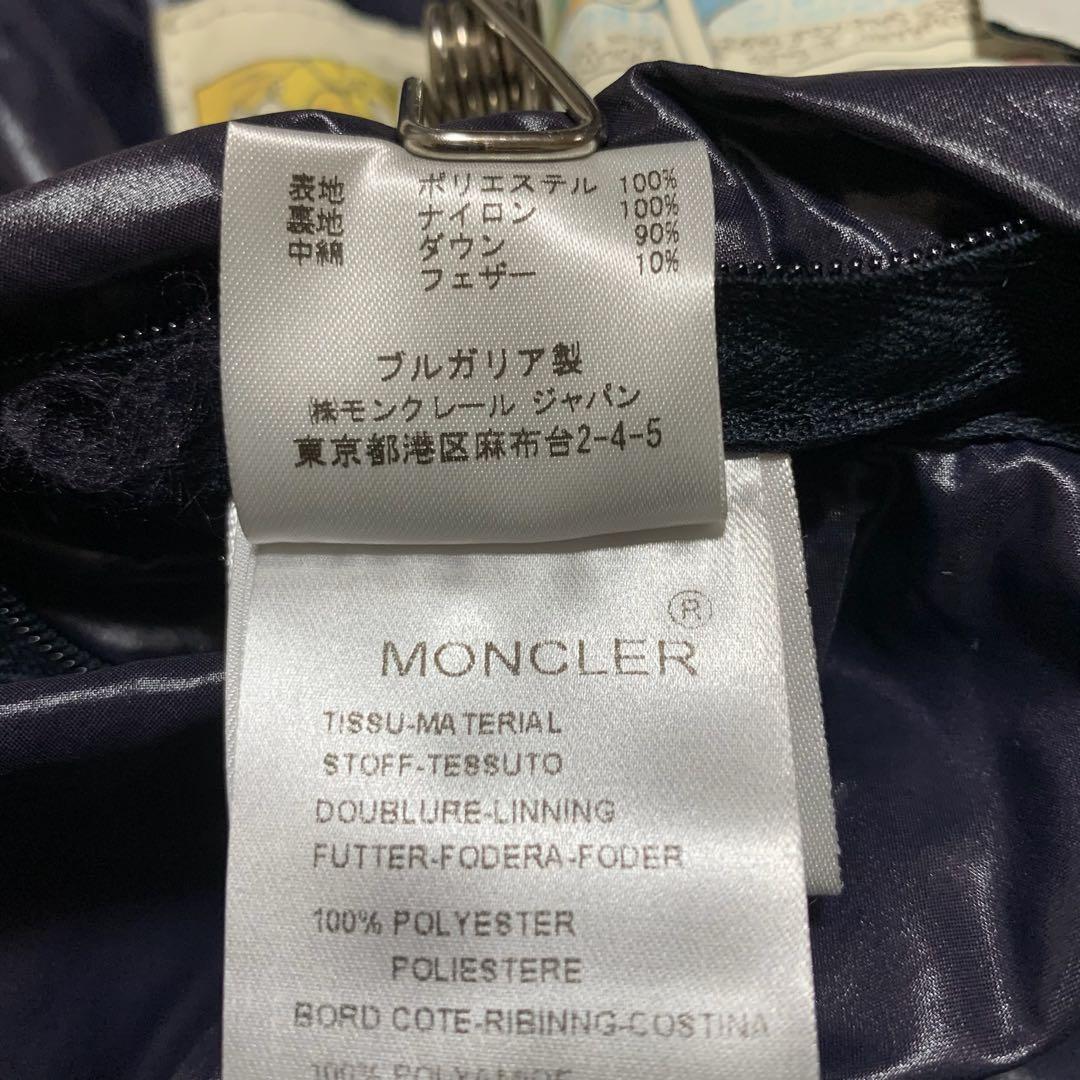 表地 ポリエステル 100%
裏地 ナイロン 100%
中綿 ダウン 90%
フェザー 10%
ブルガリア製
㈱モンクレール ジャパン
東京都港区麻布台2-4-5
MONCLER®
TISSU-MATERIAL
STOFF-TESSUTO
DOUBLURE-LINNING
FUTTER-FODERA-FODER
100% POLYESTER
POLIESTERE
BORD COTE-RIBINNG-COSTINA
100% POLYAMIDE